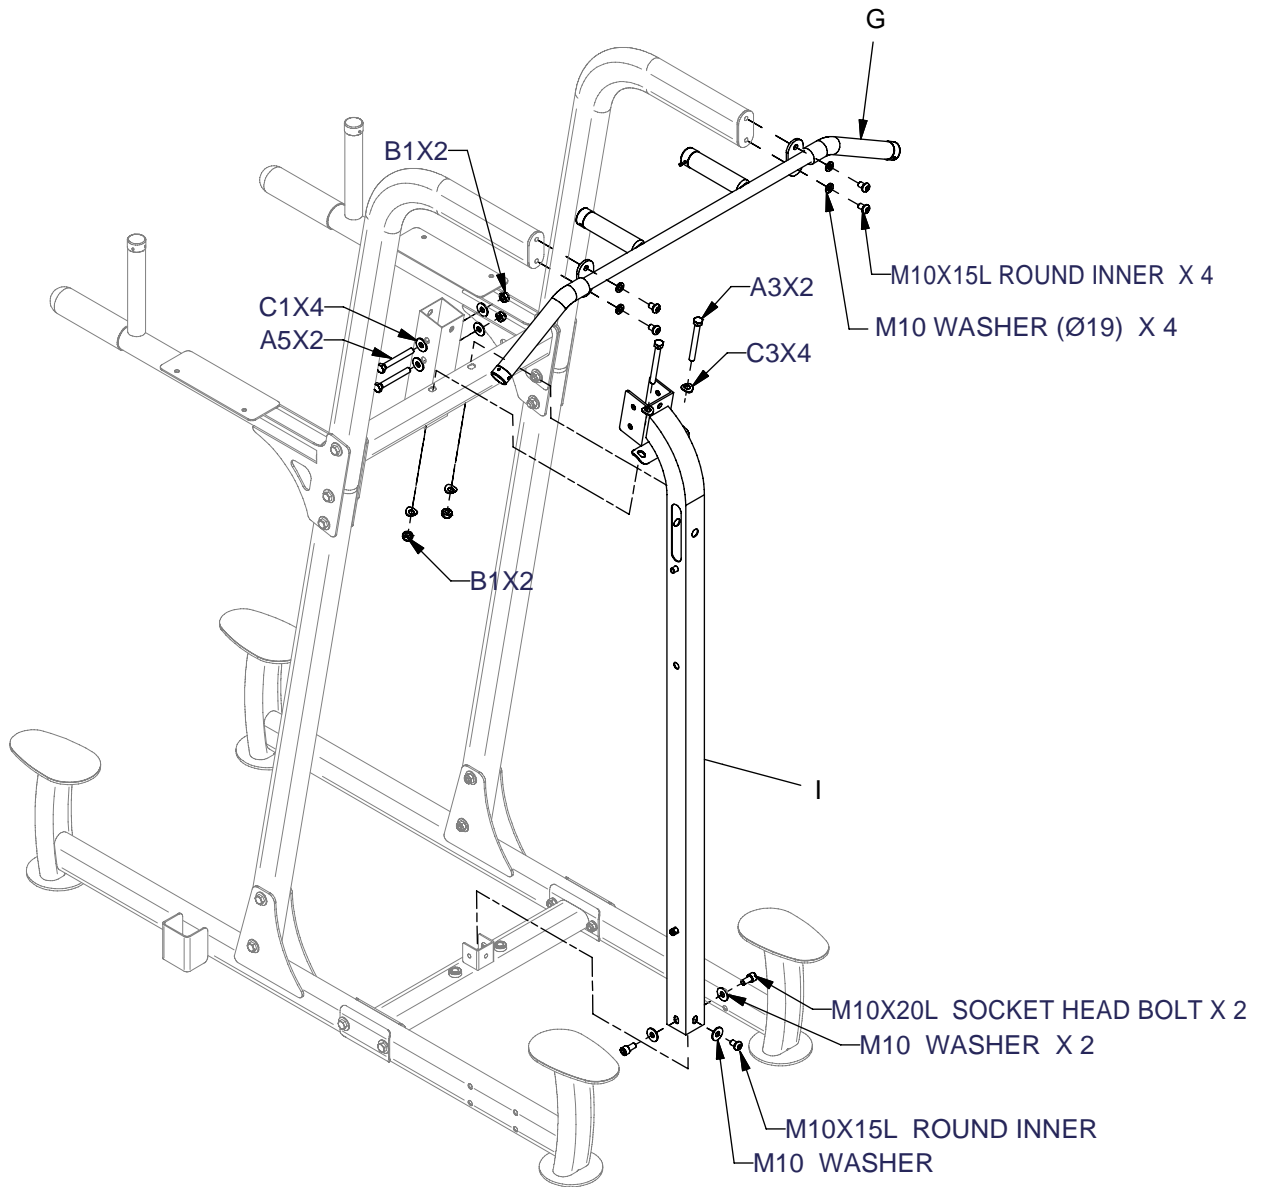 G
B1X2
M10X15L ROUND INNER X 4
A3X2
C1X4
M10 WASHER (Ø19) X 4
A5X2
C3X4
B1X2
I
M10X20L SOCKET HEAD BOLT X 2
M10 WASHER X 2
M10X15L ROUND INNER
M10 WASHER